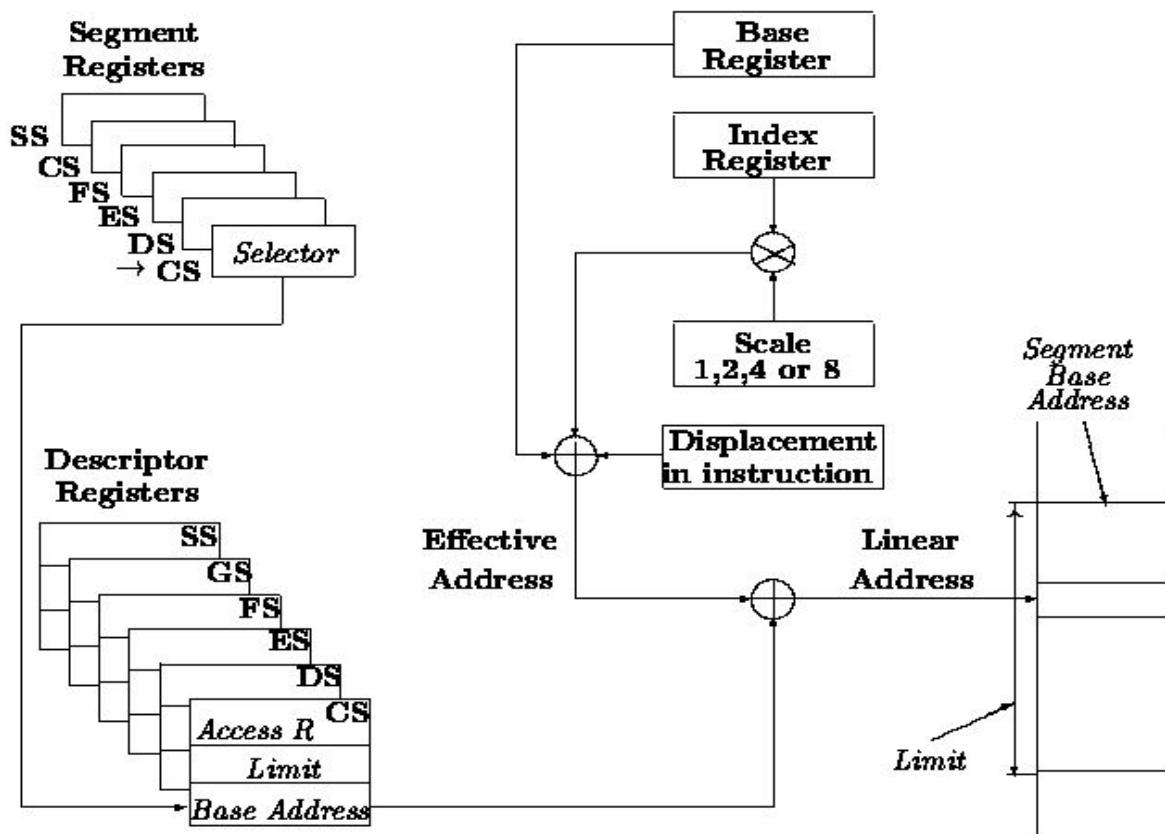 Segment
Registers
SS
CS
FS
ES
DS
→ CS
Selector
Base
Register
Index
Register
Scale
1,2,4 or 8
Displacement
in instruction
Segment
Base
Address
Descriptor
Registers
SS
GS
FS
ES
DS
CS
Access R
Limit
Base Address
Effective
Address
Linear
Address
Limit